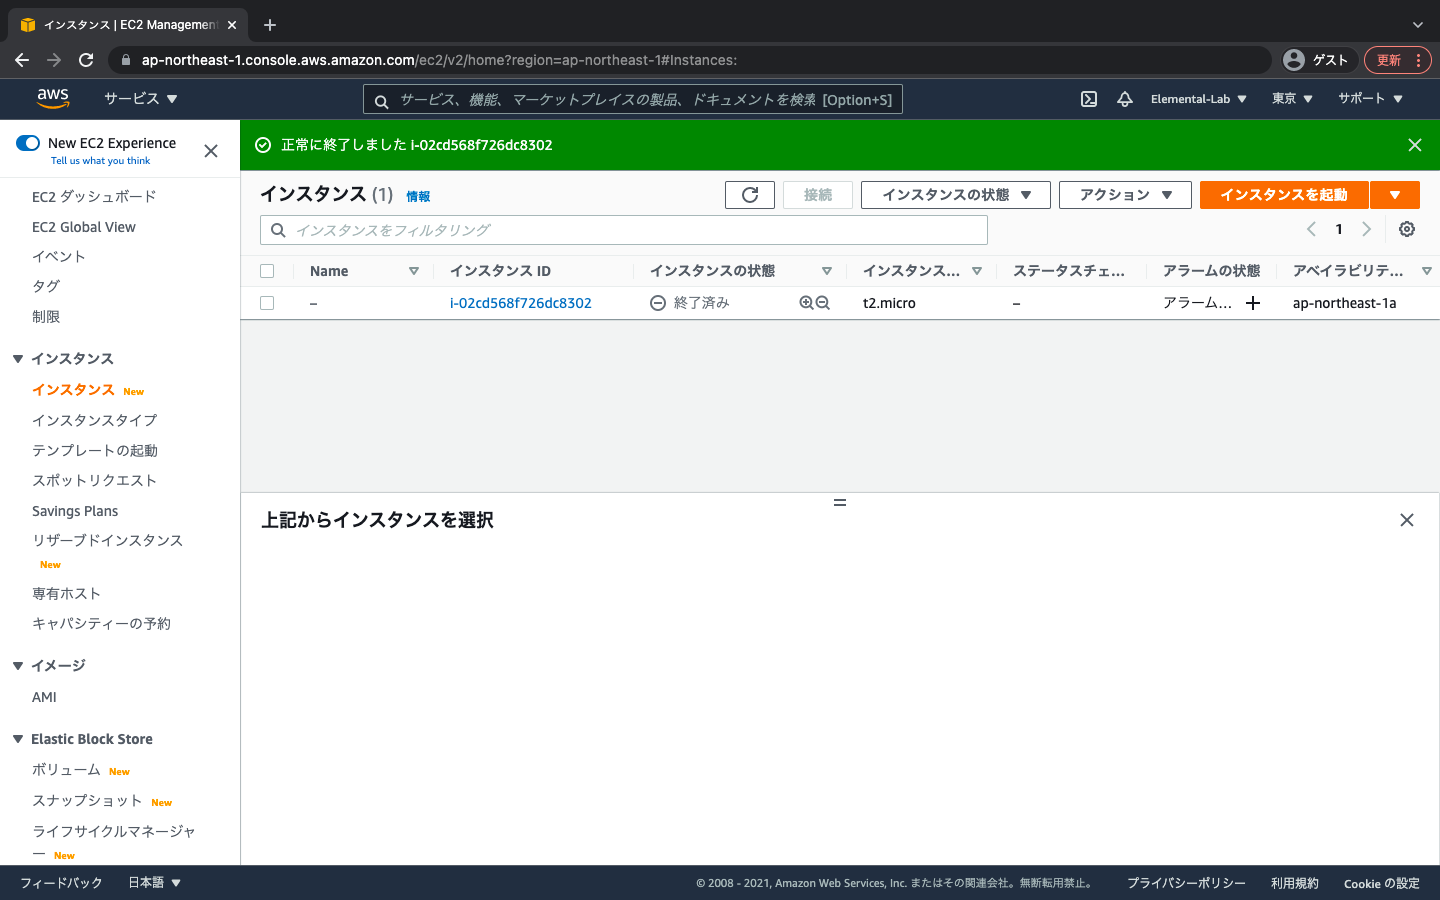 インスタンス | EC2 Managemen
ap-northeast-1.console.aws.amazon.com/ec2/v2/home?region=ap-northeast-1#Instances:
ゲスト
更新
aws
サービス
サービス、機能、マーケットプレイスの製品、ドキュメントを検索 [Option+S]
Elemental-Lab
東京
サポート
New EC2 Experience
Tell us what you think
EC2 ダッシュボード
EC2 Global View
イベント
タグ
制限
インスタンス
インスタンス New
インスタンスタイプ
テンプレートの起動
スポットリクエスト
Savings Plans
リザーブドインスタンス
New
専有ホスト
キャパシティーの予約
イメージ
AMI
Elastic Block Store
ボリューム New
スナップショット New
ライフサイクルマネージャ
ー New
正常に終了しました i-02cd568f726dc8302
インスタンス (1) 情報
接続
インスタンスの状態
アクション
インスタンスを起動
インスタンスをフィルタリング
1
Name インスタンス ID インスタンスの状態 インスタンス... ステータスチェ... アラームの状態 アベイラビリテ...
– i-02cd568f726dc8302 終了済み t2.micro – アラーム... ap-northeast-1a
上記からインスタンスを選択
フィードバック
日本語
© 2008 - 2021, Amazon Web Services, Inc. またはその関連会社。無断転用禁止。
プライバシーポリシー
利用規約
Cookie の設定